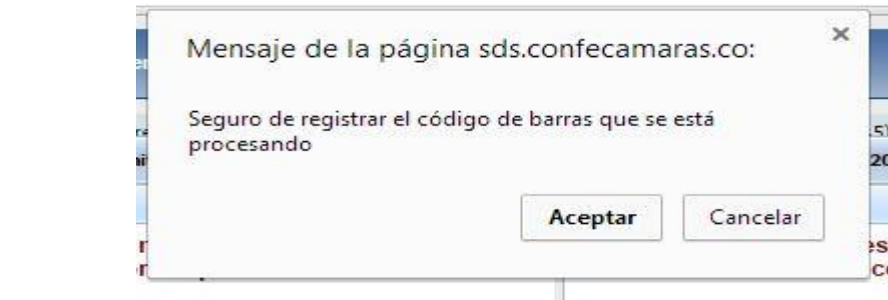 Mensaje de la página sds.confecamaras.co:
Seguro de registrar el código de barras que se está
procesando
Aceptar Cancelar